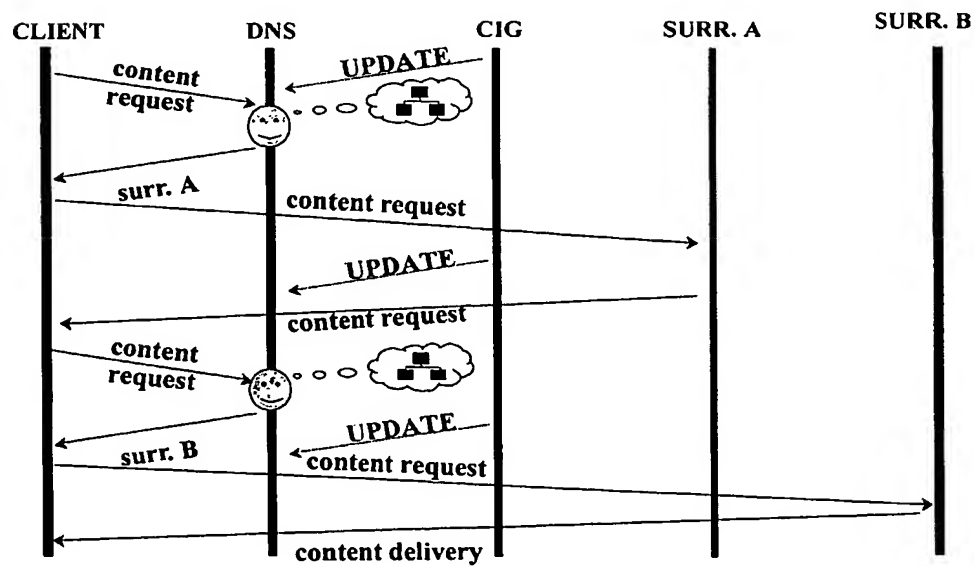 CLIENT
DNS
CIG
SURR. A
SURR. B
content
request
UPDATE
surr. A
content request
UPDATE
content request
content
request
UPDATE
surr. B
content request
content delivery